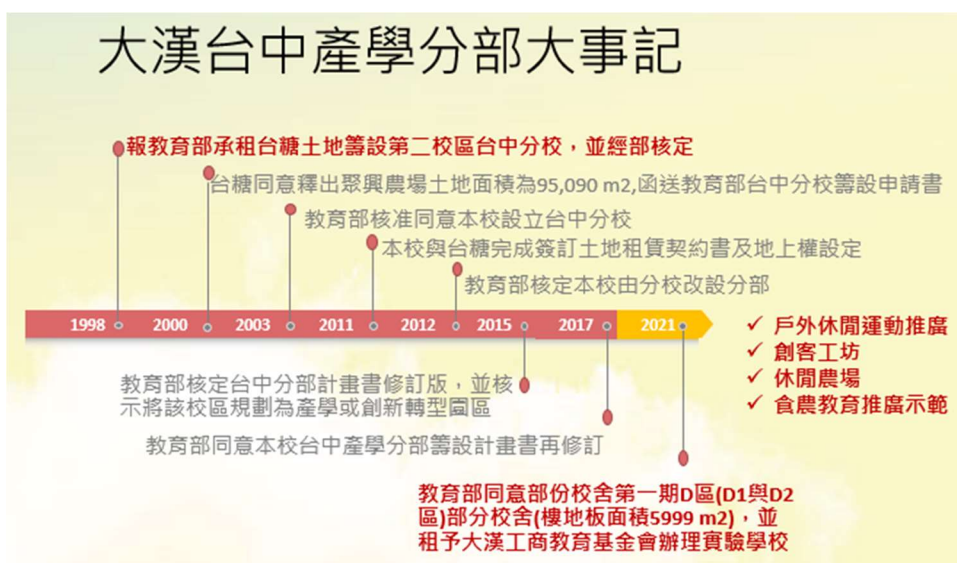 大漢台中產學分部大事記
報教育部承租台糖土地籌設第二校區台中分校，並經部核定
台糖同意釋出聚興農場土地面積為95,090 m2,函送教育部台中分校籌設申請書
教育部核准同意本校設立台中分校
本校與台糖完成簽訂土地租賃契約書及地上權設定
教育部核定本校由分校改設分部
1998 2000 2003 2011 2012 2015 2017 2021
✓ 戶外休閒運動推廣
✓ 創客工坊
✓ 休閒農場
✓ 食農教育推廣示範
教育部核定台中分部計畫書修訂版，並核
示將該校區規劃為產學或創新轉型園區
教育部同意本校台中產學分部籌設計畫書再修訂
教育部同意部份校舍第一期D區(D1與D2
區)部分校舍(樓地板面積5999 m2)，並
租予大漢工商教育基金會辦理實驗學校